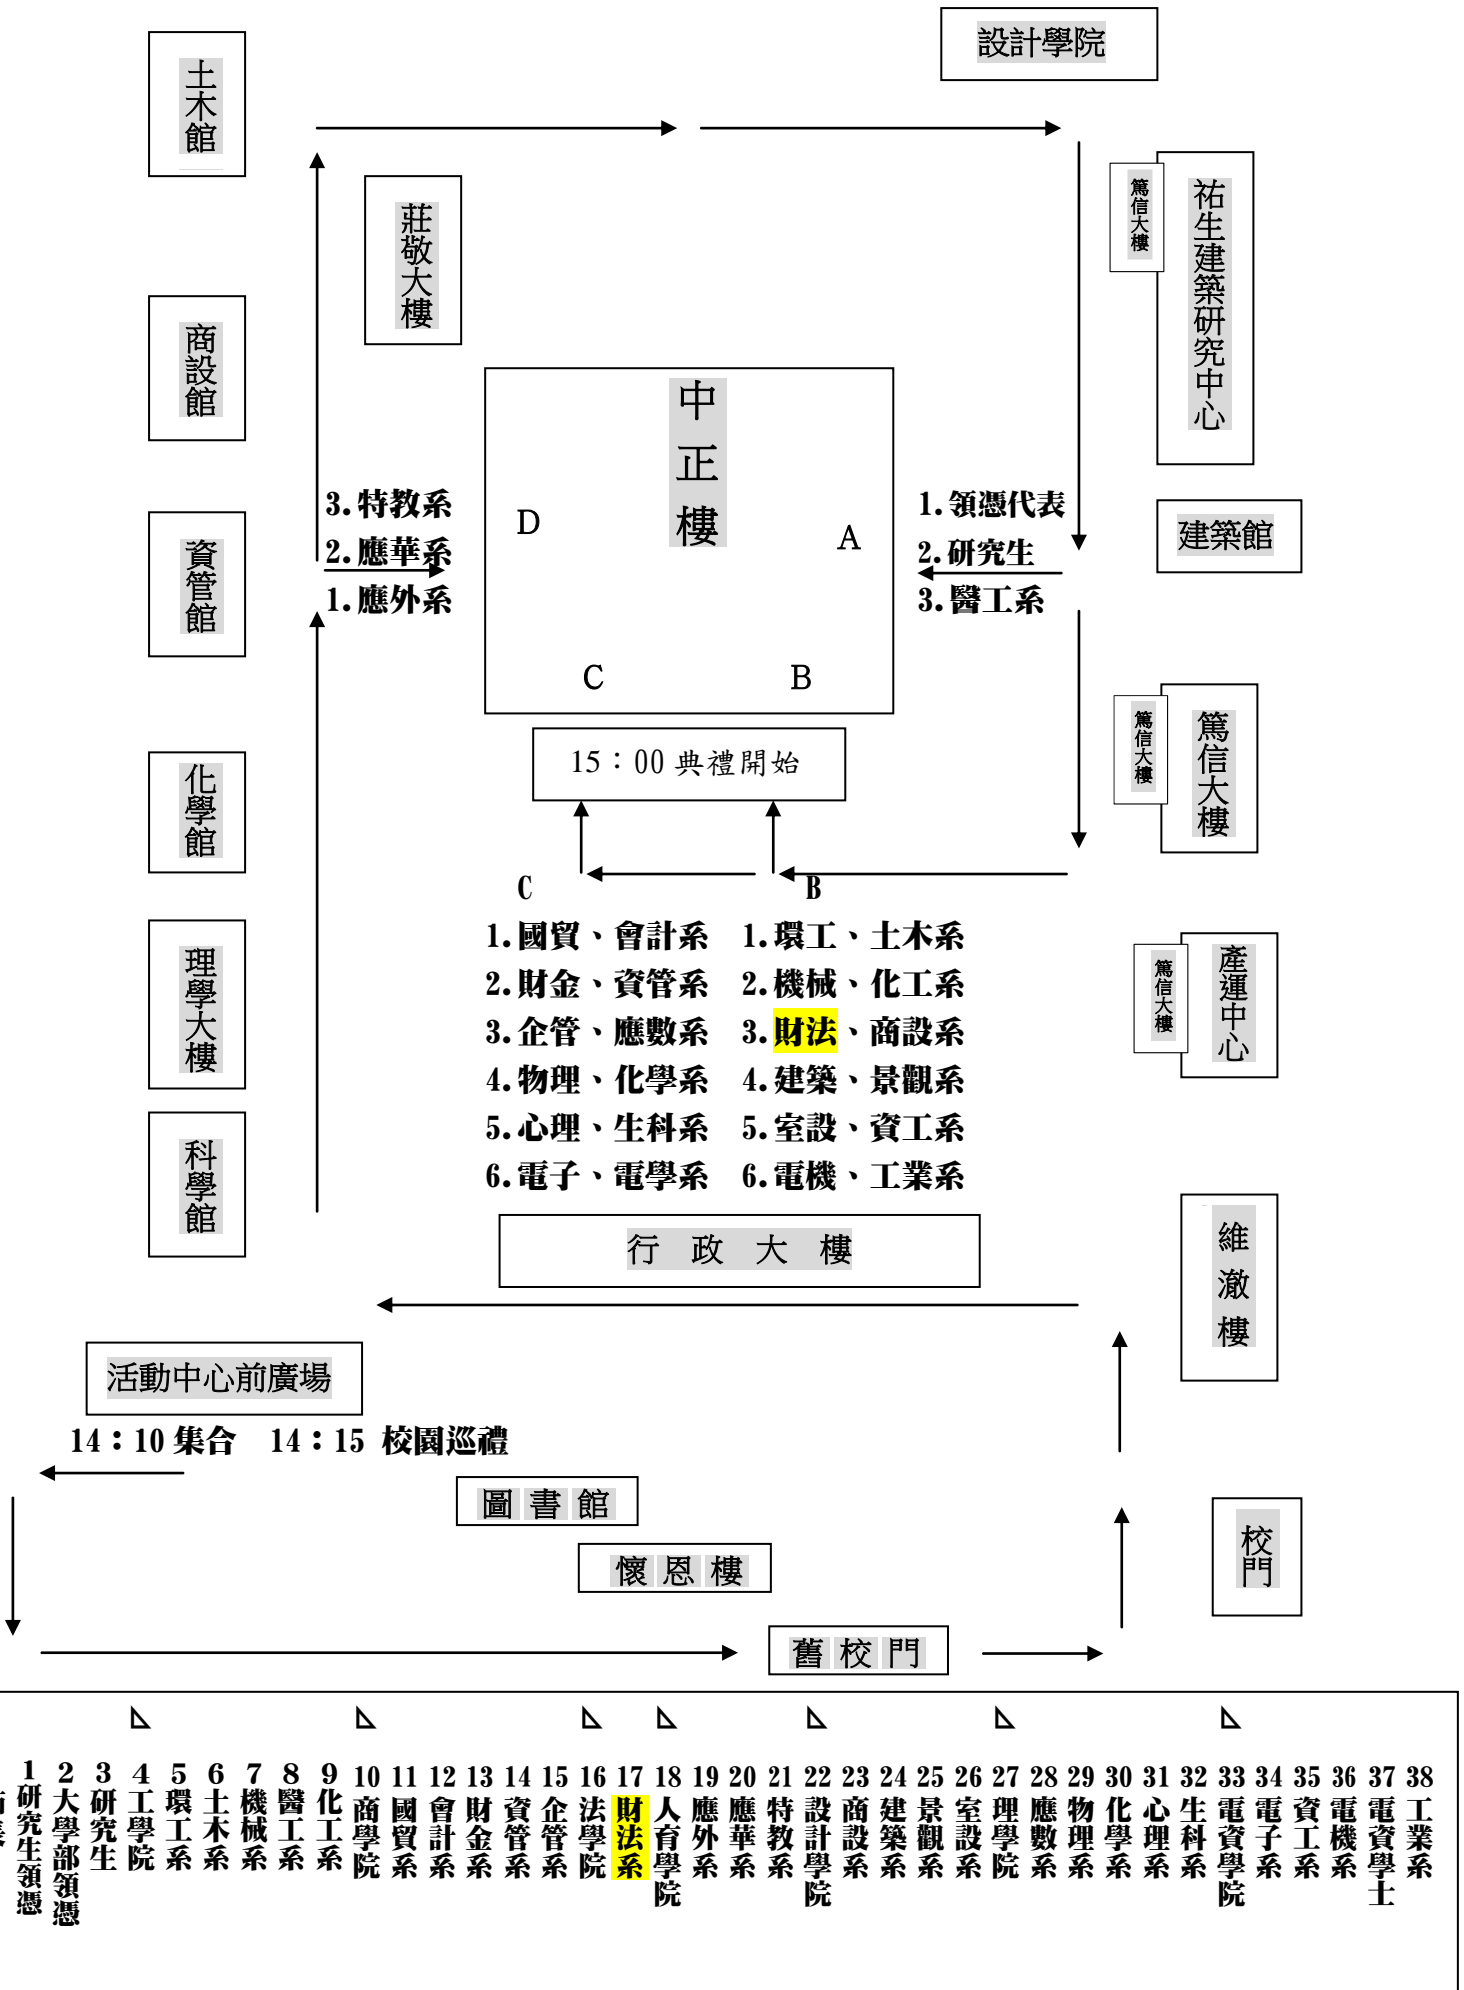 設計學院
土木館
篤信大樓
祐生建築研究中心
莊敬大樓
商設館
中正樓
3.特教系
2.應華系
1.應外系
D
A
1.領憑代表
2.研究生
3.醫工系
建築館
資管館
C
B
篤信大樓
篤信大樓
15：00 典禮開始
化學館
C
1.國貿、會計系
2.財金、資管系
3.企管、應數系
4.物理、化學系
5.心理、生科系
6.電子、電學系
B
1.環工、土木系
2.機械、化工系
3.財法、商設系
4.建築、景觀系
5.室設、資工系
6.電機、工業系
理學大樓
篤信大樓
產運中心
科學館
行政大樓
維澈樓
活動中心前廣場
14：10 集合 14：15 校園巡禮
圖書館
懷恩樓
校門
舊校門
1 研究生領憑
2 大學部領憑
3 研究生
4 工學院
5 環工系
6 土木系
7 機械系
8 醫工系
9 化工系
10 商學院
11 國貿系
12 會計系
13 財金系
14 資管系
15 企管系
16 法學院
17 財法系
18 人育學院
19 應外系
20 應華系
21 特教系
22 設計學院
23 商設系
24 建築系
25 景觀系
26 室設系
27 理學院
28 應數系
29 物理系
30 化學系
31 心理系
32 生科系
33 電資學院
34 電子系
35 資工系
36 電機系
37 電資學士
38 工業系